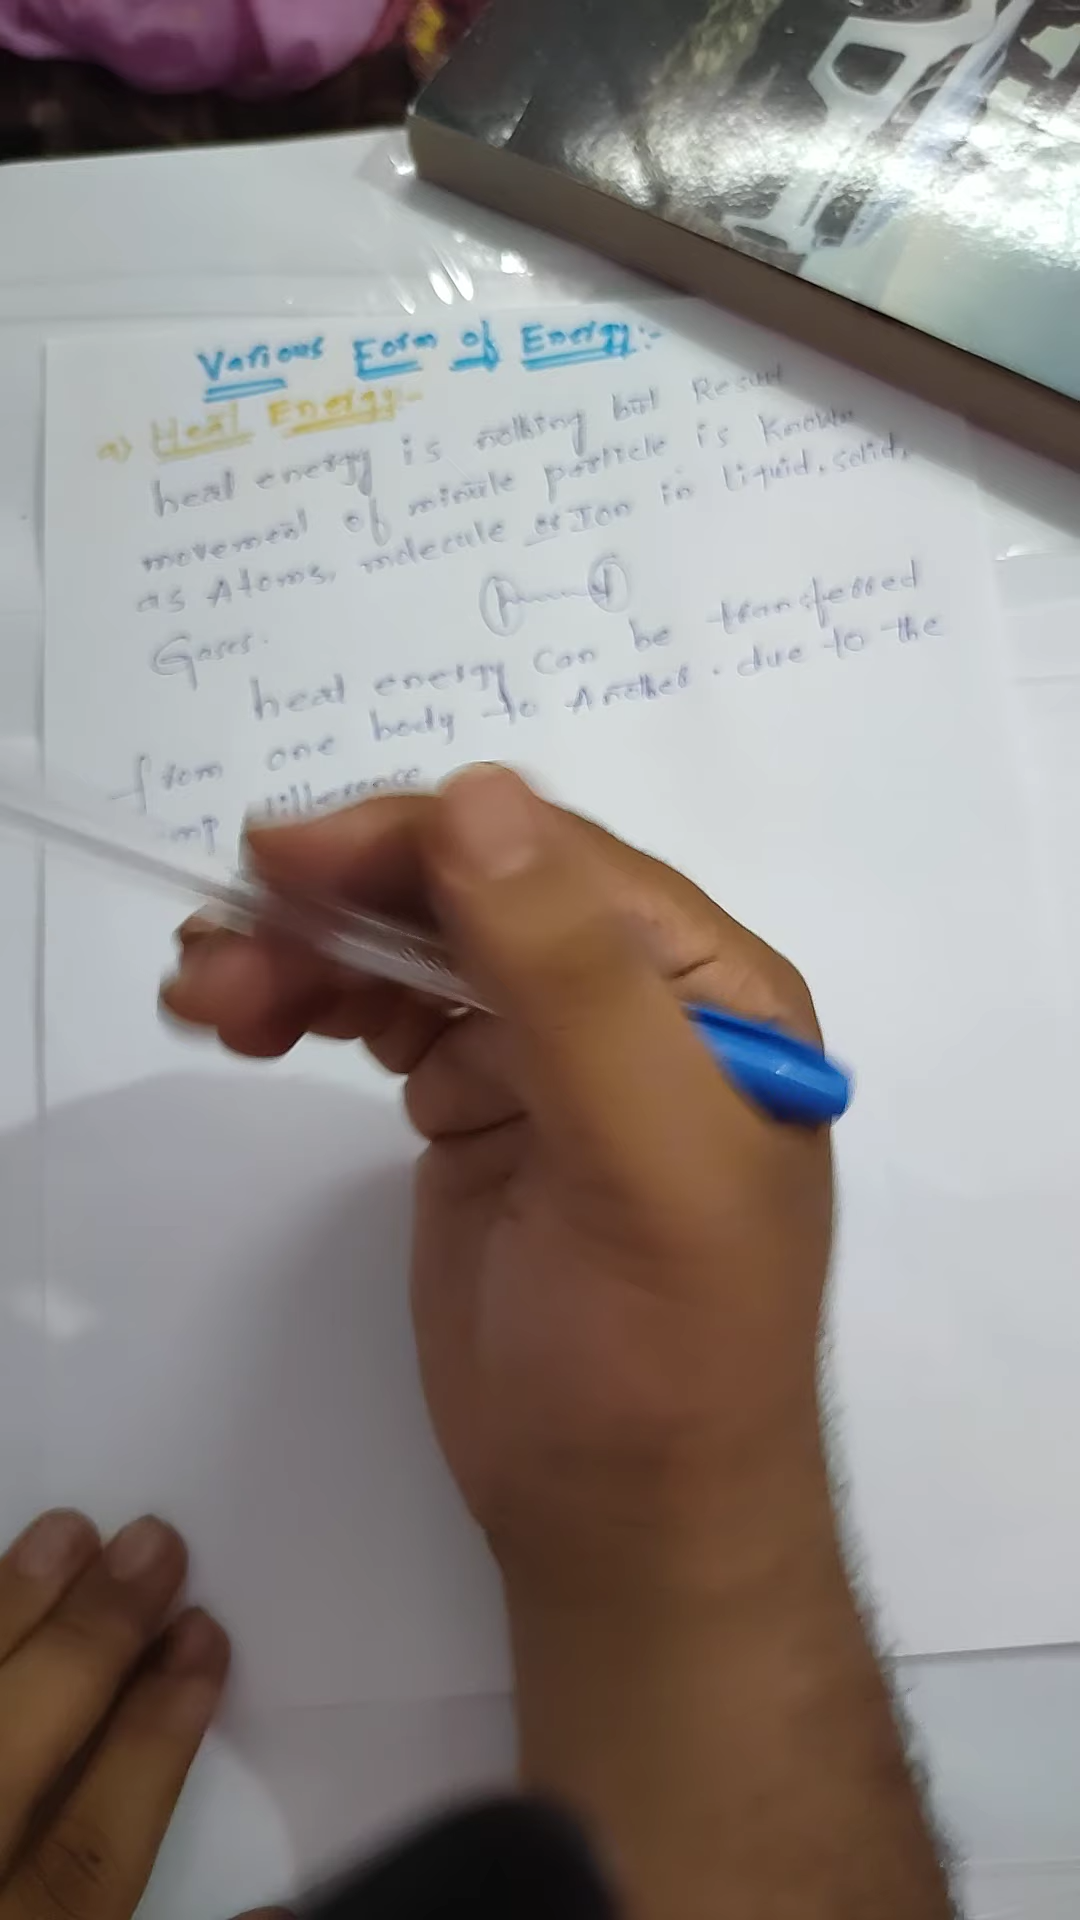 Various Form of Energy:-
a) Heat Energy:-
heat energy is nothing but Result
movement of minute particle is Known
as Atoms, molecule or Ion in liquid, solid,
Gases.
heat energy can be transferred
from one body to Another. due to the
difference